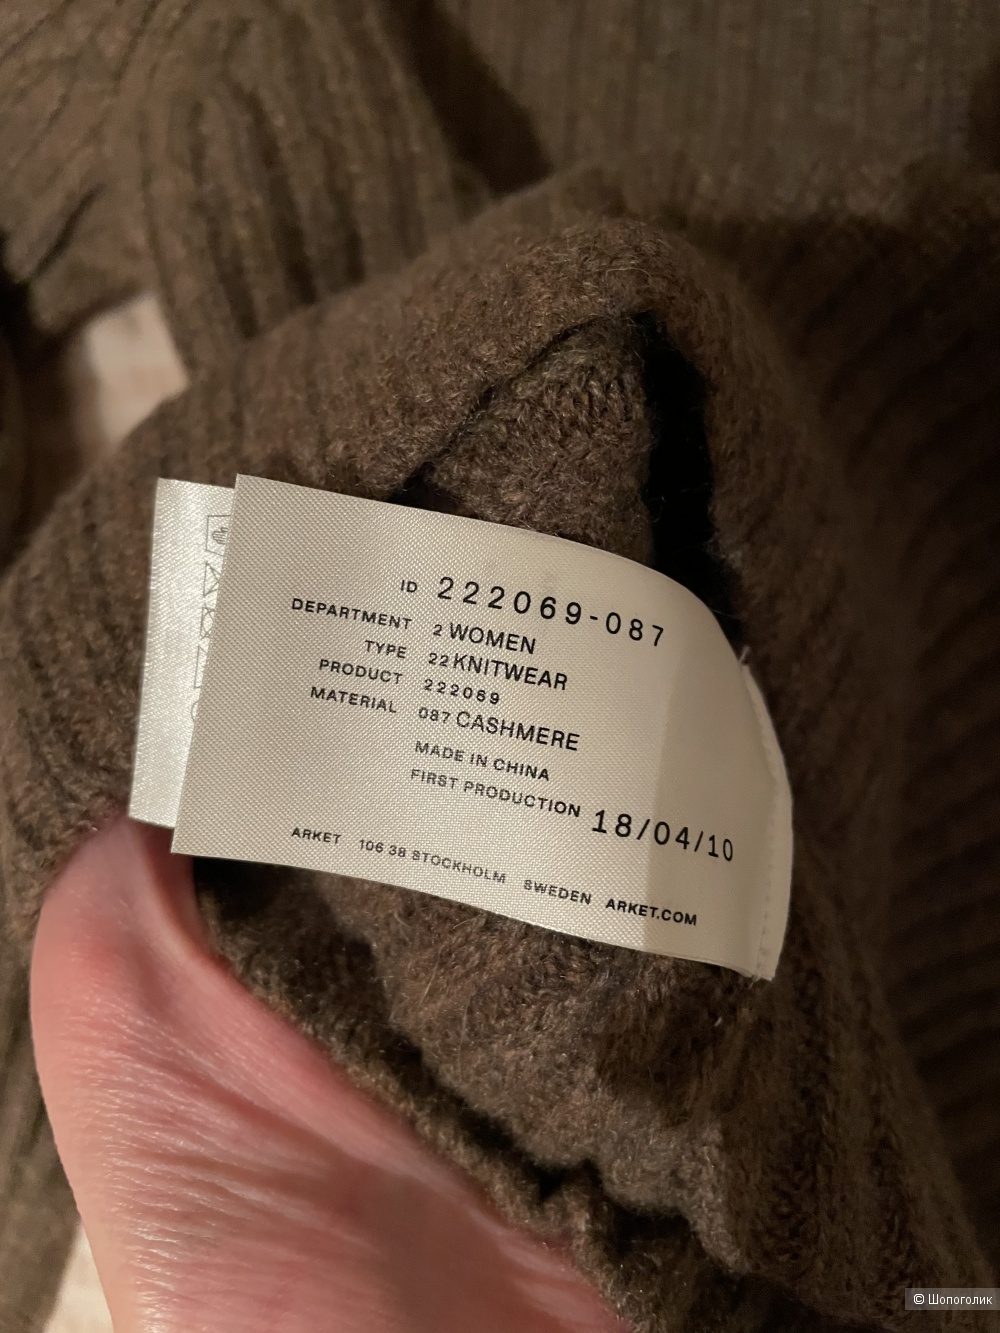 ID 222069-087
DEPARTMENT 2 WOMEN
TYPE 22 KNITWEAR
PRODUCT 222069
MATERIAL 087 CASHMERE
MADE IN CHINA
FIRST PRODUCTION 18/04/10
ARKET 106 38 STOCKHOLM SWEDEN ARKET.COM
© Шопоголик